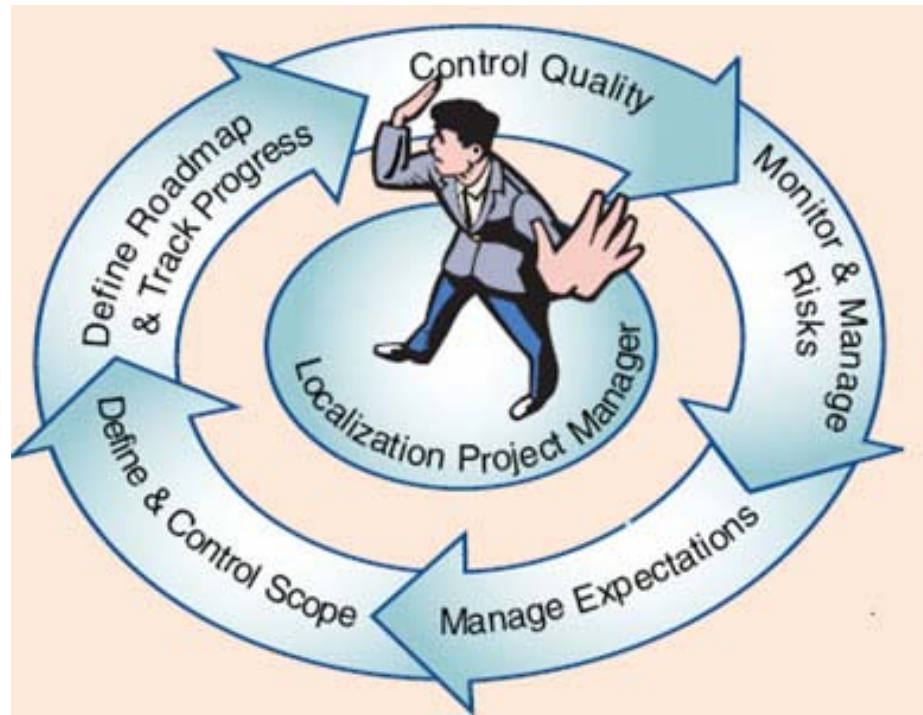 Control Quality
Monitor & Manage
Risks
Manage Expectations
Define & Control Scope
Define Roadmap
& Track Progress
Localization Project Manager